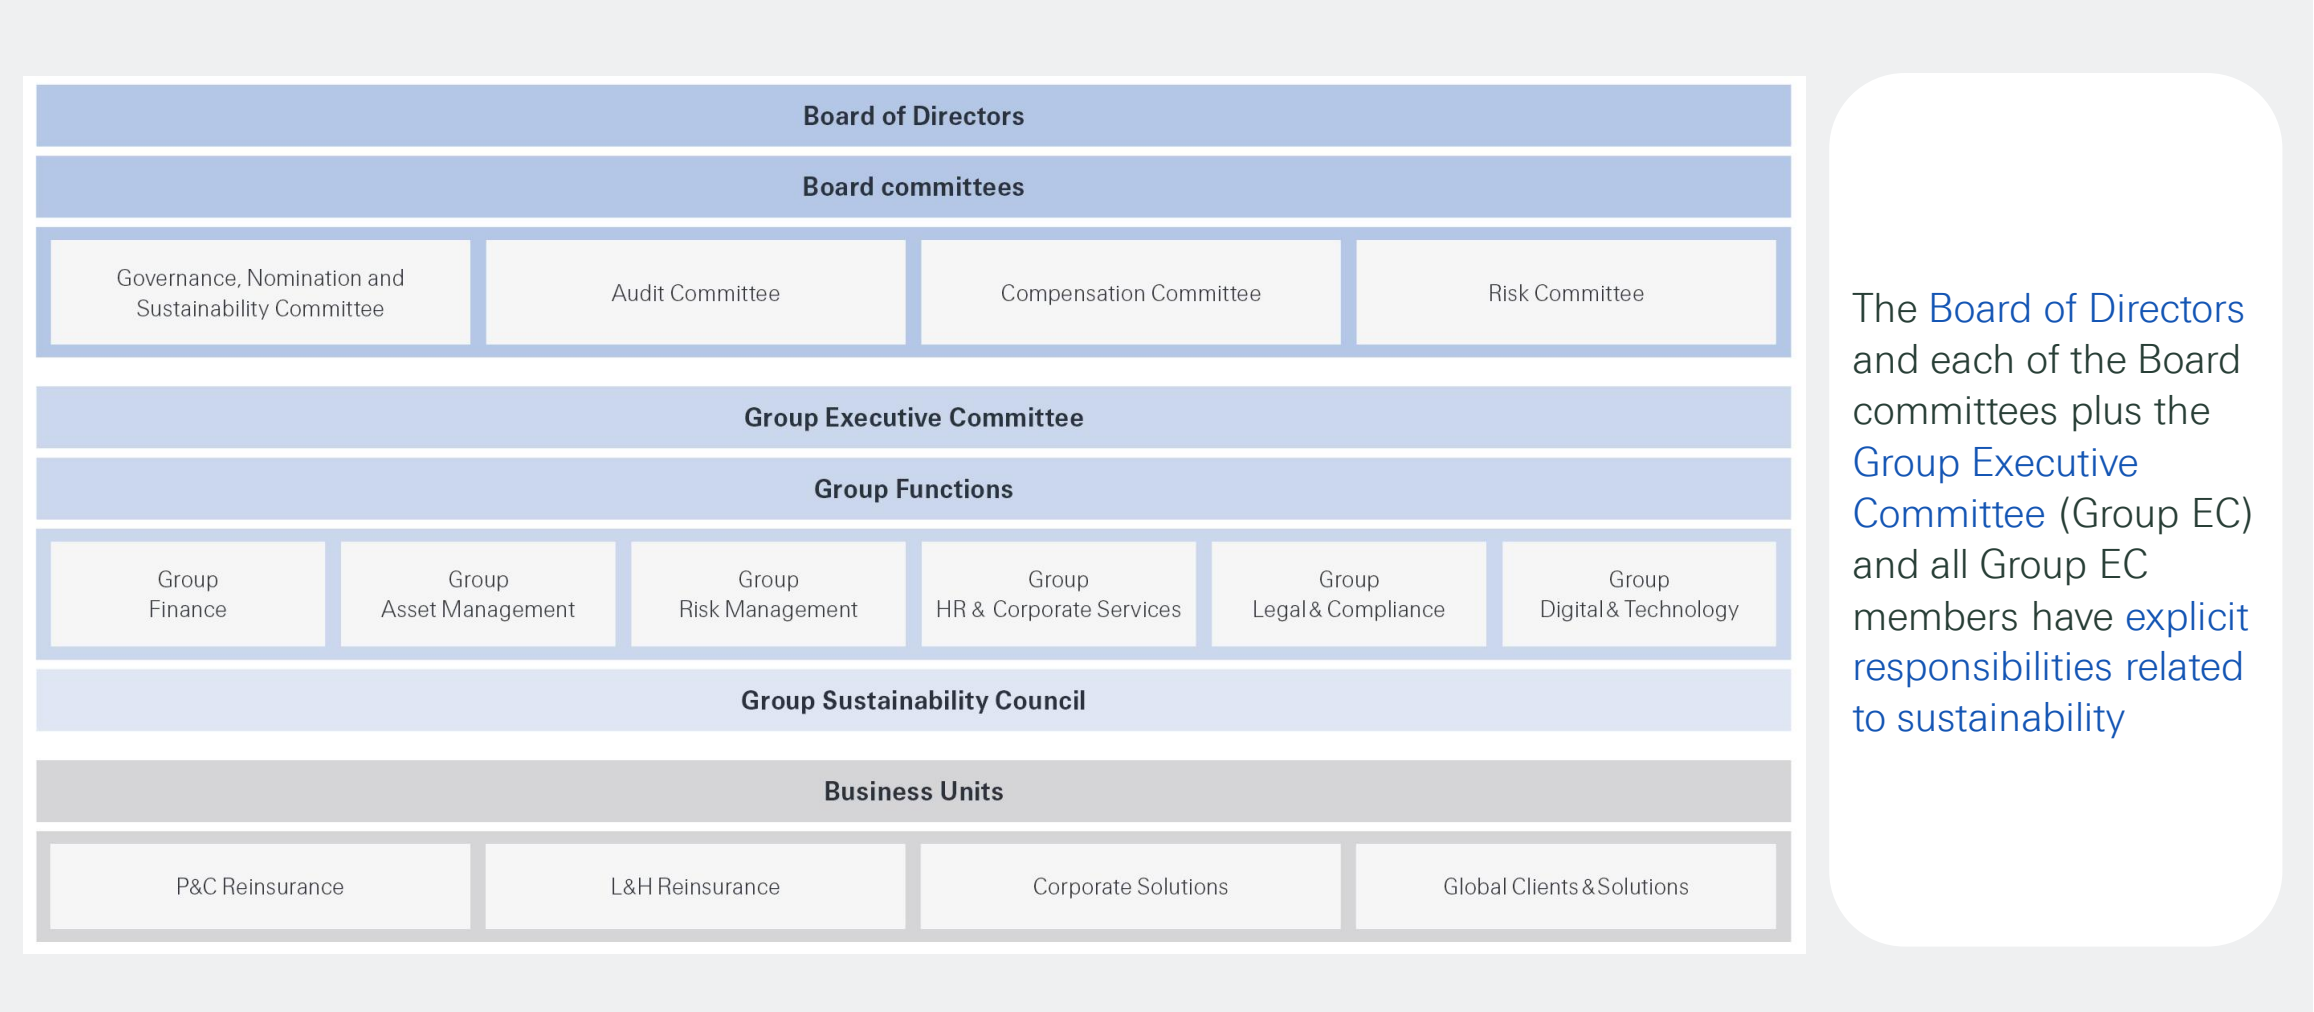 Board of Directors
Board committees
Governance, Nomination and
Sustainability Committee
Audit Committee
Compensation Committee
Risk Committee
Group Executive Committee
Group Functions
Group
Finance
Group
Asset Management
Group
Risk Management
Group
HR & Corporate Services
Group
Legal & Compliance
Group
Digital & Technology
Group Sustainability Council
Business Units
P&C Reinsurance
L&H Reinsurance
Corporate Solutions
Global Clients & Solutions
The Board of Directors
and each of the Board
committees plus the
Group Executive
Committee (Group EC)
and all Group EC
members have explicit
responsibilities related
to sustainability